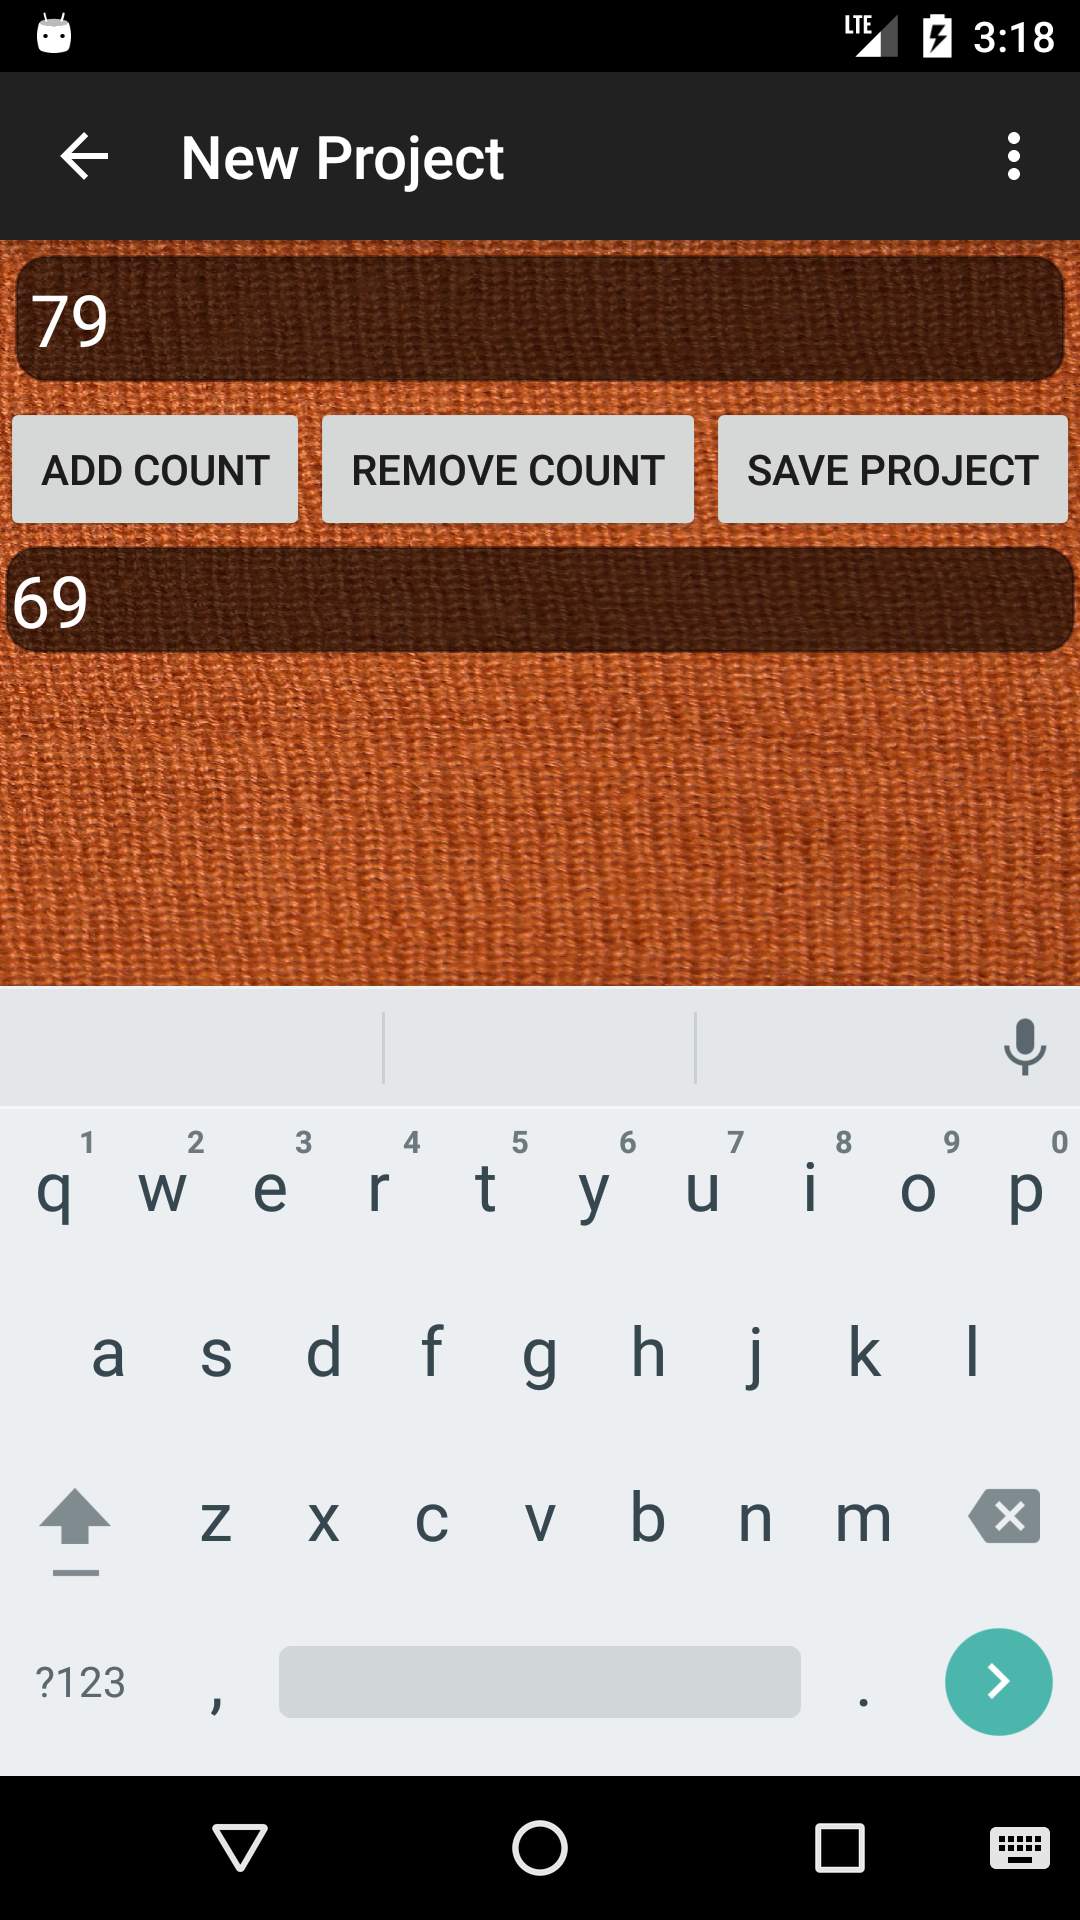 LTE 3:18
New Project
79
ADD COUNT REMOVE COUNT SAVE PROJECT
69
1 2 3 4 5 6 7 8 9 0
q w e r t y u i o p
a s d f g h j k l
z x c v b n m
?123 , .